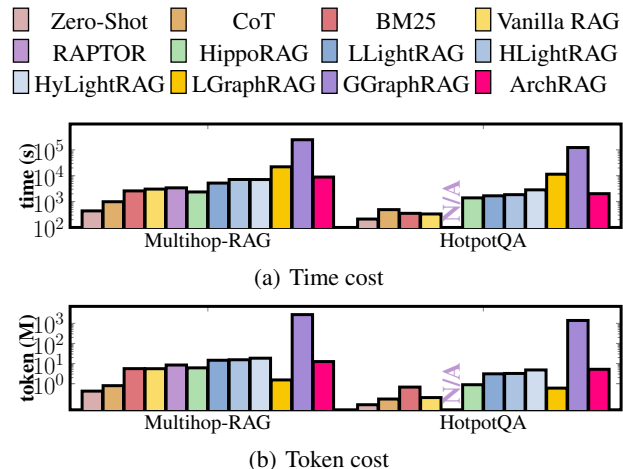 Zero-Shot CoT BM25 Vanilla RAG
RAPTOR HippoRAG LLightRAG HLightRAG
HyLightRAG LGraphRAG GGraphRAG ArchRAG
time (s)
10^5
10^4
10^3
10^2
N/A
Multihop-RAG HotpotQA
(a) Time cost
token (M)
10^3
10^2
10^1
10^0
N/A
Multihop-RAG HotpotQA
(b) Token cost